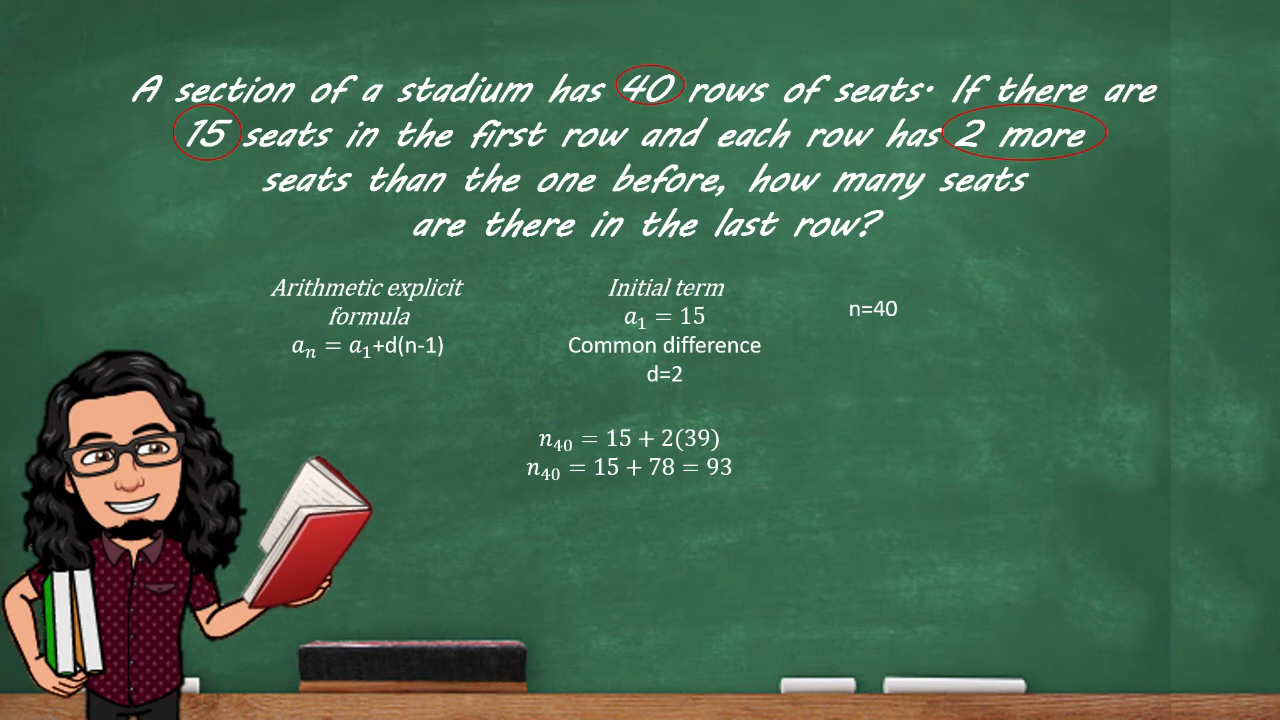 A section of a stadium has 40 rows of seats. If there are
15 seats in the first row and each row has 2 more
seats than the one before, how many seats
are there in the last row?
Arithmetic explicit
formula
aₙ = a₁+d(n-1)
Initial term
a₁ = 15
Common difference
d=2
n=40
n₄₀ = 15 + 2(39)
n₄₀ = 15 + 78 = 93